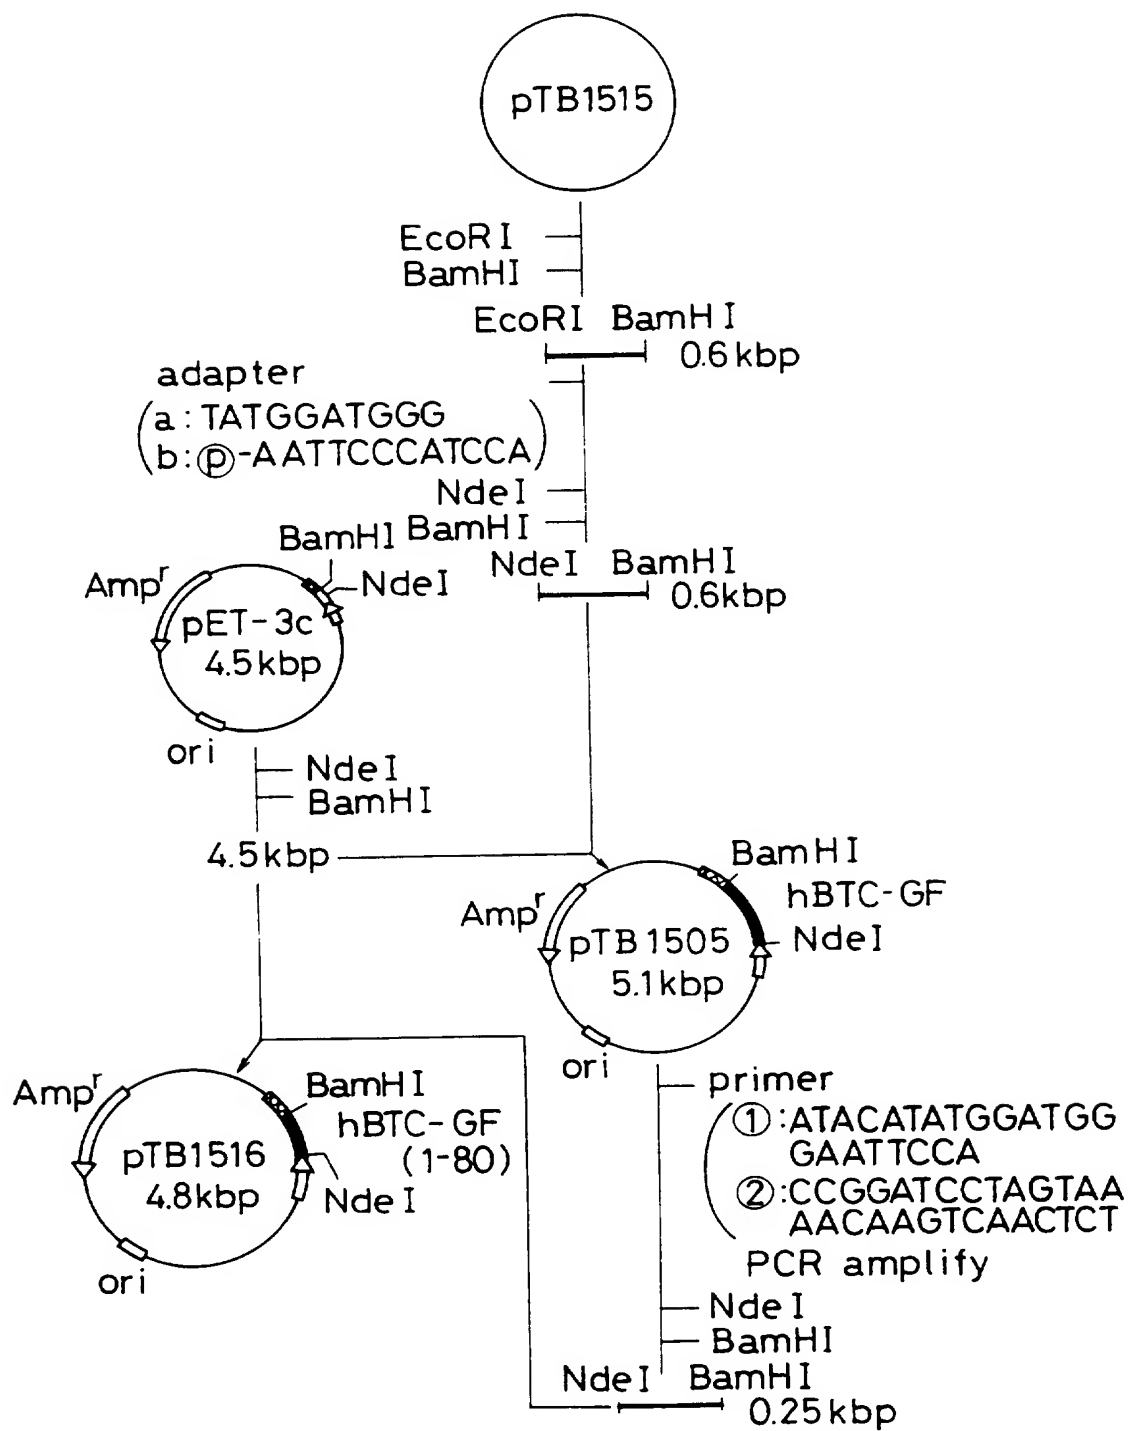 pTB1515
EcoRI
BamHI
EcoRI BamHI
0.6kbp
adapter
a: TATGGATGGG
b: ⓟ-AATTCCCATCCA
NdeI
BamHI
NdeI BamHI
0.6kbp
BamHI
NdeI
Ampʳ
pET-3c
4.5kbp
ori
NdeI
BamHI
4.5kbp
BamHI
hBTC-GF
NdeI
Ampʳ
pTB1505
5.1kbp
ori
primer
①:ATACATATGGATGG
GAATTCCA
②:CCGGATCCTAGTAA
AACAAGTCAACTCT
PCR amplify
NdeI
BamHI
NdeI BamHI
0.25kbp
Ampʳ
BamHI
hBTC-GF
(1-80)
NdeI
pTB1516
4.8kbp
ori